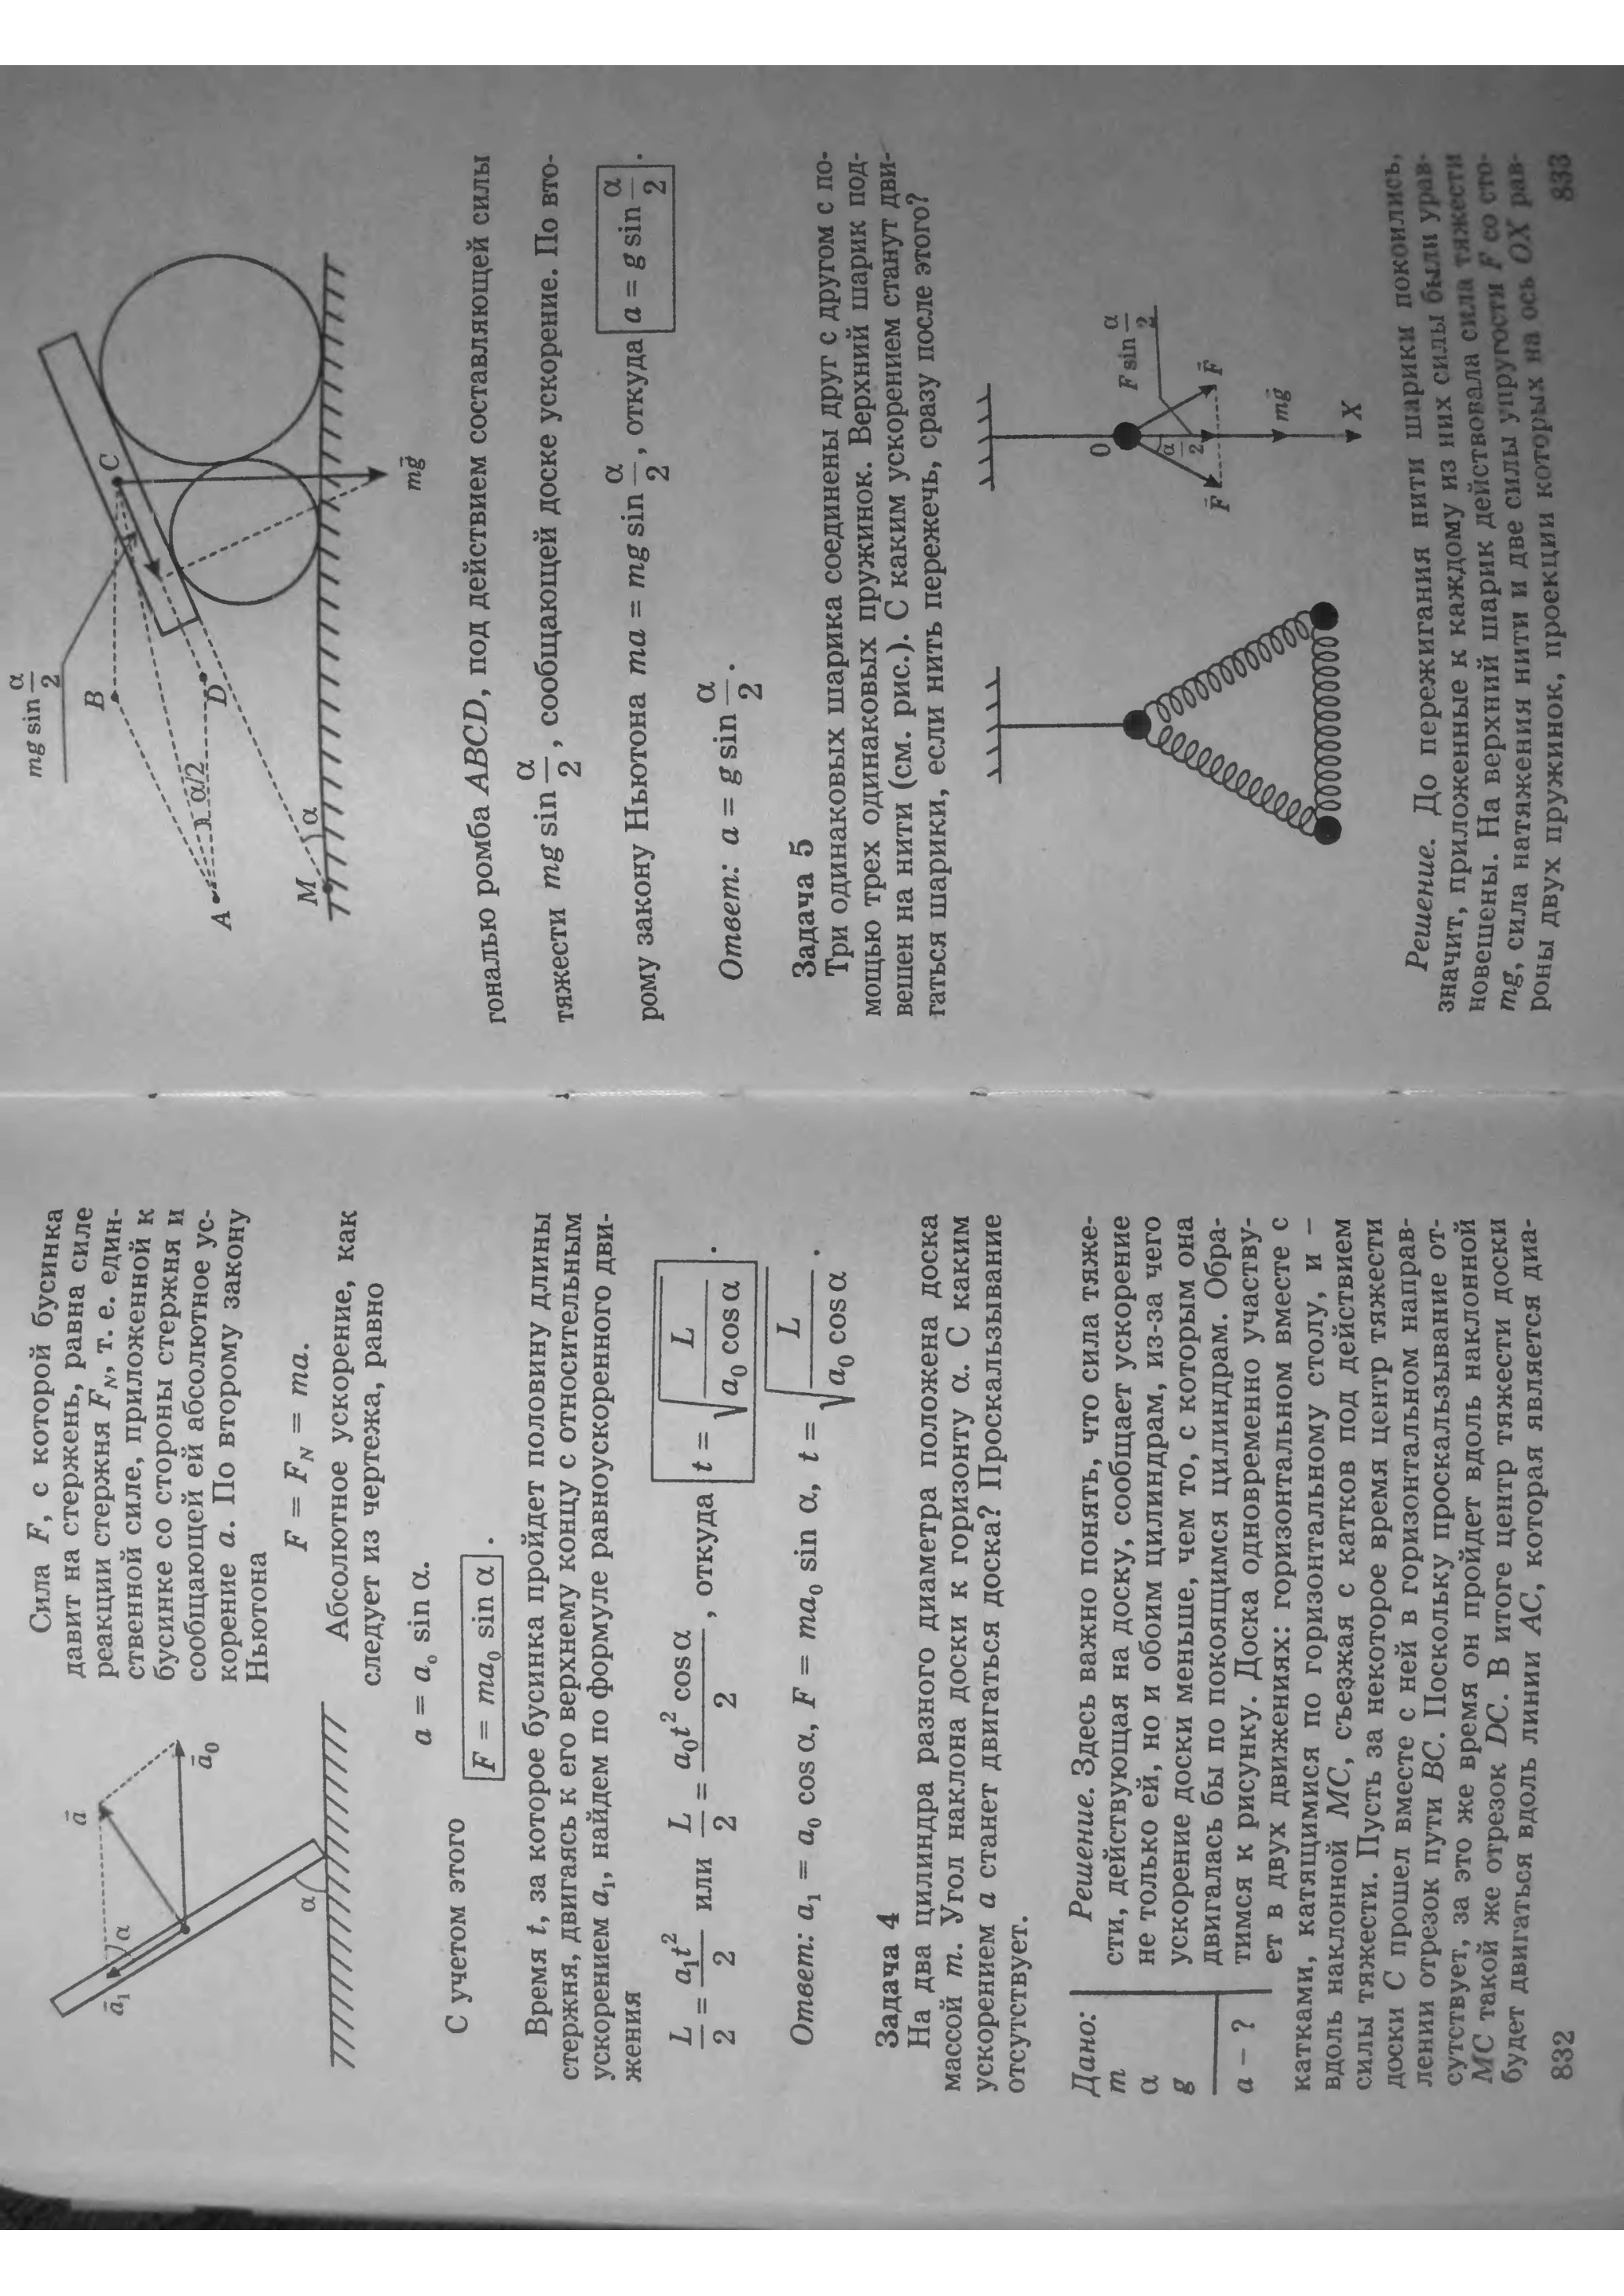 Сила F, с которой бусинка
давит на стержень, равна силе
реакции стержня F_N, т. е. един-
ственной силе, приложенной к
бусинке со стороны стержня и
сообщающей ей абсолютное ус-
корение a. По второму закону
Ньютона
F = F_N = ma.
Абсолютное ускорение, как
следует из чертежа, равно
a⃗₁
α
a⃗
a⃗₀
α
a = a₀ sin α.
С учетом этого
F = ma₀ sin α.
Время t, за которое бусинка пройдет половину длины
стержня, двигаясь к его верхнему концу с относительным
ускорением a₁, найдем по формуле равноускоренного дви-
жения
L/2 = a₁t²/2 или L/2 = a₀t² cos α/2, откуда t = √(L/(a₀ cos α)).
Ответ: a₁ = a₀ cos α, F = ma₀ sin α, t = √(L/(a₀ cos α)).
Задача 4
На два цилиндра разного диаметра положена доска
массой m. Угол наклона доски к горизонту α. С каким
ускорением a станет двигаться доска? Проскальзывание
отсутствует.
Дано:
m
α
g
a – ?
Решение. Здесь важно понять, что сила тяже-
сти, действующая на доску, сообщает ускорение
не только ей, но и обоим цилиндрам, из-за чего
ускорение доски меньше, чем то, с которым она
двигалась бы по покоящимся цилиндрам. Обра-
тимся к рисунку. Доска одновременно участву-
ет в двух движениях: горизонтальном вместе с
катками, катящимися по горизонтальному столу, и –
вдоль наклонной MC, съезжая с катков под действием
силы тяжести. Пусть за некоторое время центр тяжести
доски C прошел вместе с ней в горизонтальном направ-
лении отрезок пути BC. Поскольку проскальзывание от-
сутствует, за это же время он пройдет вдоль наклонной
MC такой же отрезок DC. В итоге центр тяжести доски
будет двигаться вдоль линии AC, которая является диа-
832
mg sin α/2
B
C
A
α/2
D
M
α
mg⃗
гональю ромба ABCD, под действием составляющей силы
тяжести mg sin α/2, сообщающей доске ускорение. По вто-
рому закону Ньютона ma = mg sin α/2, откуда a = g sin α/2.
Ответ: a = g sin α/2.
Задача 5
Три одинаковых шарика соединены друг с другом с по-
мощью трех одинаковых пружинок. Верхний шарик под-
вешен на нити (см. рис.). С каким ускорением станут дви-
гаться шарики, если нить пережечь, сразу после этого?
O
F sin α/2
α/2
F⃗
F⃗
mg⃗
X
Решение. До пережигания нити шарики покоились,
значит, приложенные к каждому из них силы были урав-
новешены. На верхний шарик действовала сила тяжести
mg, сила натяжения нити и две силы упругости F со сто-
роны двух пружинок, проекции которых на ось OX рав-
833